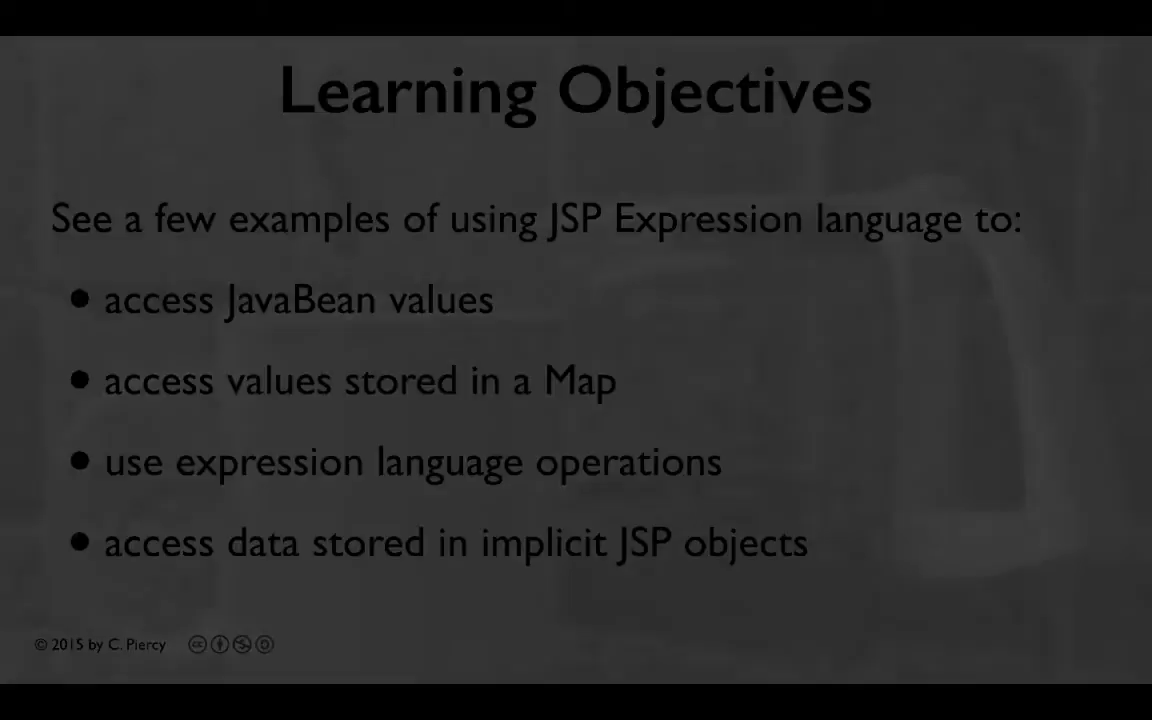 Learning Objectives
See a few examples of using JSP Expression language to:
• access JavaBean values
• access values stored in a Map
• use expression language operations
• access data stored in implicit JSP objects
© 2015 by C. Piercy